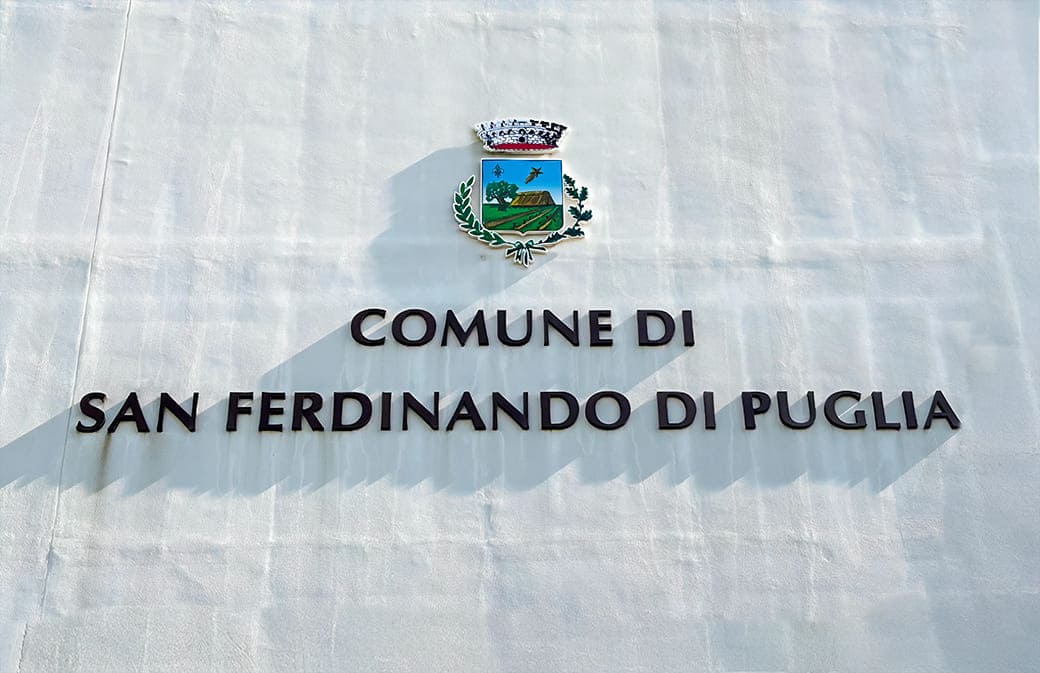 COMUNE DI
SAN FERDINANDO DI PUGLIA